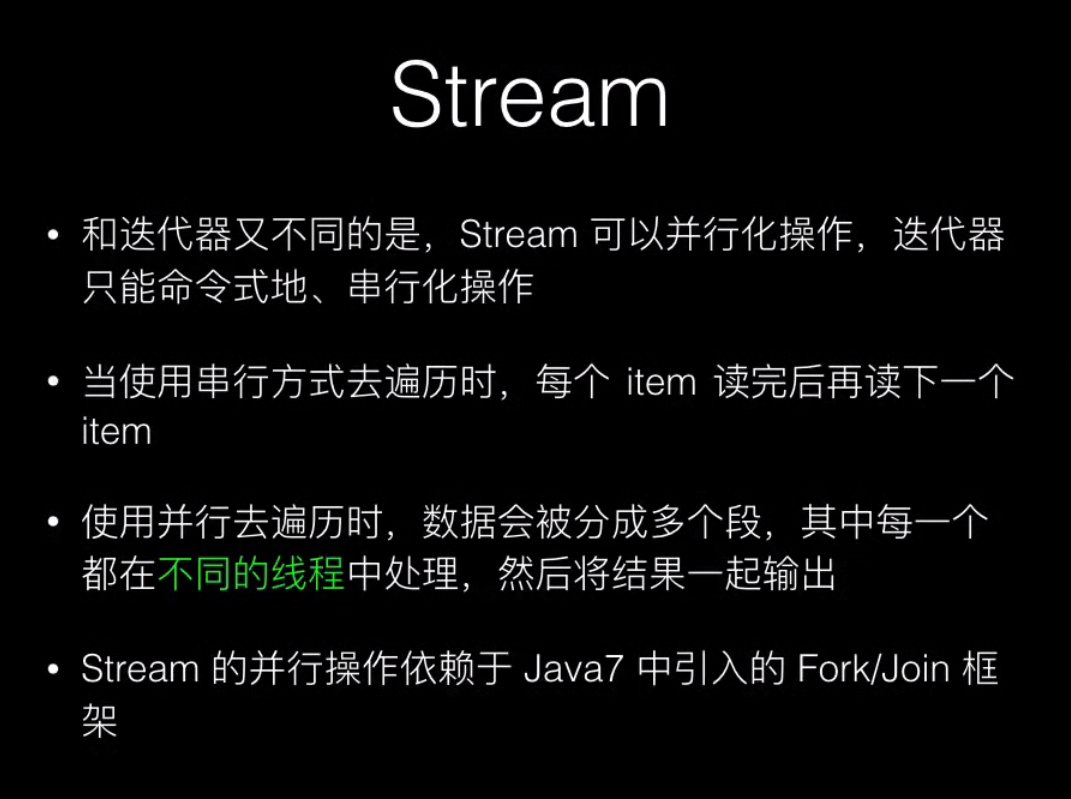 Stream
• 和迭代器又不同的是，Stream 可以并行化操作，迭代器
只能命令式地、串行化操作
• 当使用串行方式去遍历时，每个 item 读完后再读下一个
item
• 使用并行去遍历时，数据会被分成多个段，其中每一个
都在不同的线程中处理，然后将结果一起输出
• Stream 的并行操作依赖于 Java7 中引入的 Fork/Join 框
架